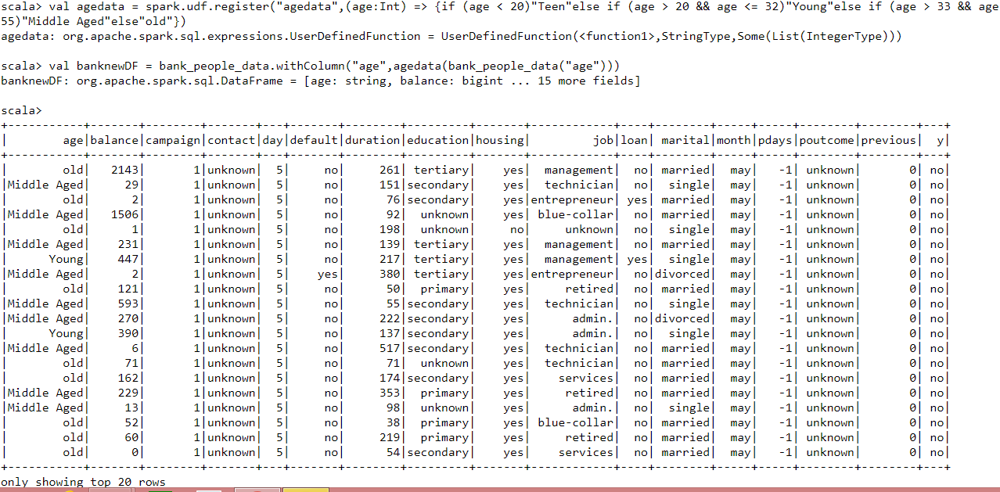 scala> val agedata = spark.udf.register("agedata",(age:Int) => {if (age < 20)"Teen"else if (age > 20 && age <= 32)"Young"else if (age > 33 && age
55)"Middle Aged"else"old"})
agedata: org.apache.spark.sql.expressions.UserDefinedFunction = UserDefinedFunction(<function1>,StringType,Some(List(IntegerType)))
scala> val banknewDF = bank_people_data.withColumn("age",agedata(bank_people_data("age")))
banknewDF: org.apache.spark.sql.DataFrame = [age: string, balance: bigint ... 15 more fields]
scala>
+-----------+-------+--------+-------+---+-------+--------+---------+-------+------------+----+--------+-----+-----+--------+--------+---+
|        age|balance|campaign|contact|day|default|duration|education|housing|         job|loan| marital|month|pdays|poutcome|previous|  y|
+-----------+-------+--------+-------+---+-------+--------+---------+-------+------------+----+--------+-----+-----+--------+--------+---+
|        old|   2143|       1|unknown|  5|     no|     261| tertiary|    yes|  management|  no| married|  may|   -1| unknown|       0| no|
|Middle Aged|     29|       1|unknown|  5|     no|     151|secondary|    yes|  technician|  no|  single|  may|   -1| unknown|       0| no|
|        old|      2|       1|unknown|  5|     no|      76|secondary|    yes|entrepreneur| yes| married|  may|   -1| unknown|       0| no|
|Middle Aged|   1506|       1|unknown|  5|     no|      92|  unknown|    yes| blue-collar|  no| married|  may|   -1| unknown|       0| no|
|        old|      1|       1|unknown|  5|     no|     198|  unknown|     no|     unknown|  no|  single|  may|   -1| unknown|       0| no|
|Middle Aged|    231|       1|unknown|  5|     no|     139| tertiary|    yes|  management|  no| married|  may|   -1| unknown|       0| no|
|      Young|    447|       1|unknown|  5|     no|     217| tertiary|    yes|  management| yes|  single|  may|   -1| unknown|       0| no|
|Middle Aged|      2|       1|unknown|  5|    yes|     380| tertiary|    yes|entrepreneur|  no|divorced|  may|   -1| unknown|       0| no|
|        old|    121|       1|unknown|  5|     no|      50|  primary|    yes|     retired|  no| married|  may|   -1| unknown|       0| no|
|Middle Aged|    593|       1|unknown|  5|     no|      55|secondary|    yes|  technician|  no|  single|  may|   -1| unknown|       0| no|
|Middle Aged|    270|       1|unknown|  5|     no|     222|secondary|    yes|      admin.|  no|divorced|  may|   -1| unknown|       0| no|
|      Young|    390|       1|unknown|  5|     no|     137|secondary|    yes|      admin.|  no|  single|  may|   -1| unknown|       0| no|
|Middle Aged|      6|       1|unknown|  5|     no|     517|secondary|    yes|  technician|  no| married|  may|   -1| unknown|       0| no|
|        old|     71|       1|unknown|  5|     no|      71|  unknown|    yes|  technician|  no| married|  may|   -1| unknown|       0| no|
|        old|    162|       1|unknown|  5|     no|     174|secondary|    yes|    services|  no| married|  may|   -1| unknown|       0| no|
|Middle Aged|    229|       1|unknown|  5|     no|     353|  primary|    yes|     retired|  no| married|  may|   -1| unknown|       0| no|
|Middle Aged|     13|       1|unknown|  5|     no|      98|  unknown|    yes|      admin.|  no|  single|  may|   -1| unknown|       0| no|
|        old|     52|       1|unknown|  5|     no|      38|  primary|    yes| blue-collar|  no| married|  may|   -1| unknown|       0| no|
|        old|     60|       1|unknown|  5|     no|     219|  primary|    yes|     retired|  no| married|  may|   -1| unknown|       0| no|
|        old|      0|       1|unknown|  5|     no|      54|secondary|    yes|    services|  no| married|  may|   -1| unknown|       0| no|
+-----------+-------+--------+-------+---+-------+--------+---------+-------+------------+----+--------+-----+-----+--------+--------+---+
only showing top 20 rows